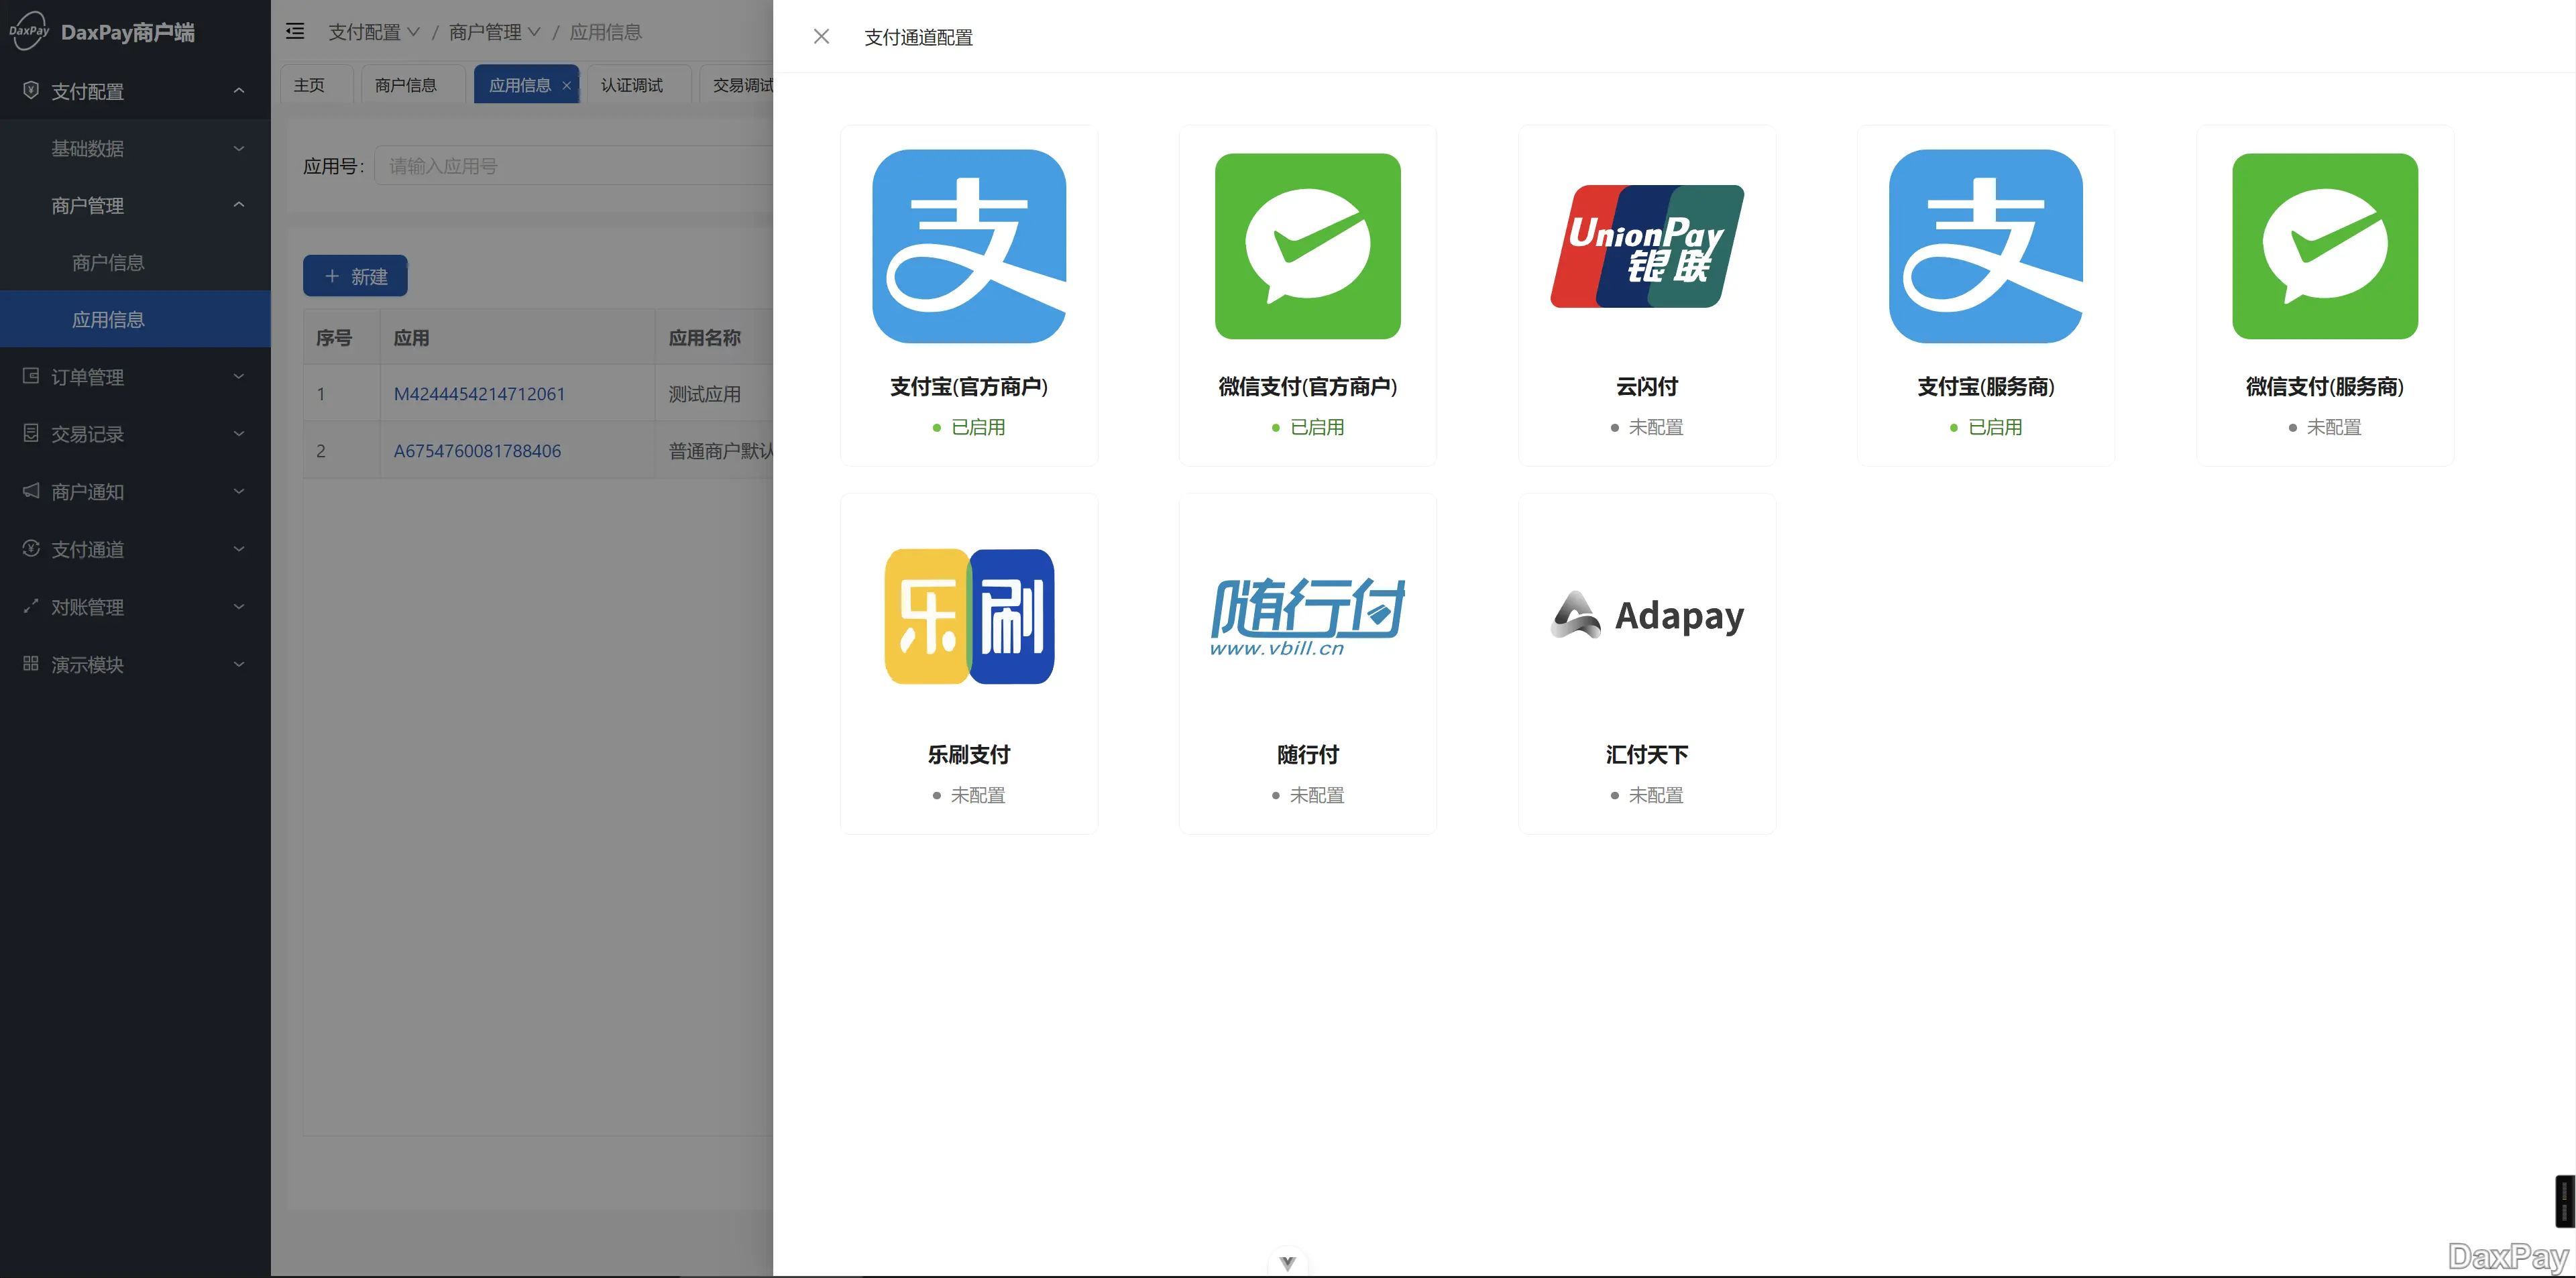 DaxPay
DaxPay商户端
支付配置
基础数据
商户管理
商户信息
应用信息
订单管理
交易记录
商户通知
支付通道
对账管理
演示模块
支付配置 / 商户管理 / 应用信息
主页 商户信息 应用信息 认证调试 交易调试
应用号: 请输入应用号
新建
序号 应用 应用名称
1 M4244454214712061 测试应用
2 A6754760081788406 普通商户默认
支付通道配置
支
支付宝(官方商户)
已启用
微信支付(官方商户)
已启用
UnionPay
银联
云闪付
未配置
支
支付宝(服务商)
已启用
微信支付(服务商)
未配置
乐刷
乐刷支付
未配置
随行付
www.vbill.cn
随行付
未配置
Adapay
汇付天下
未配置
DaxPay